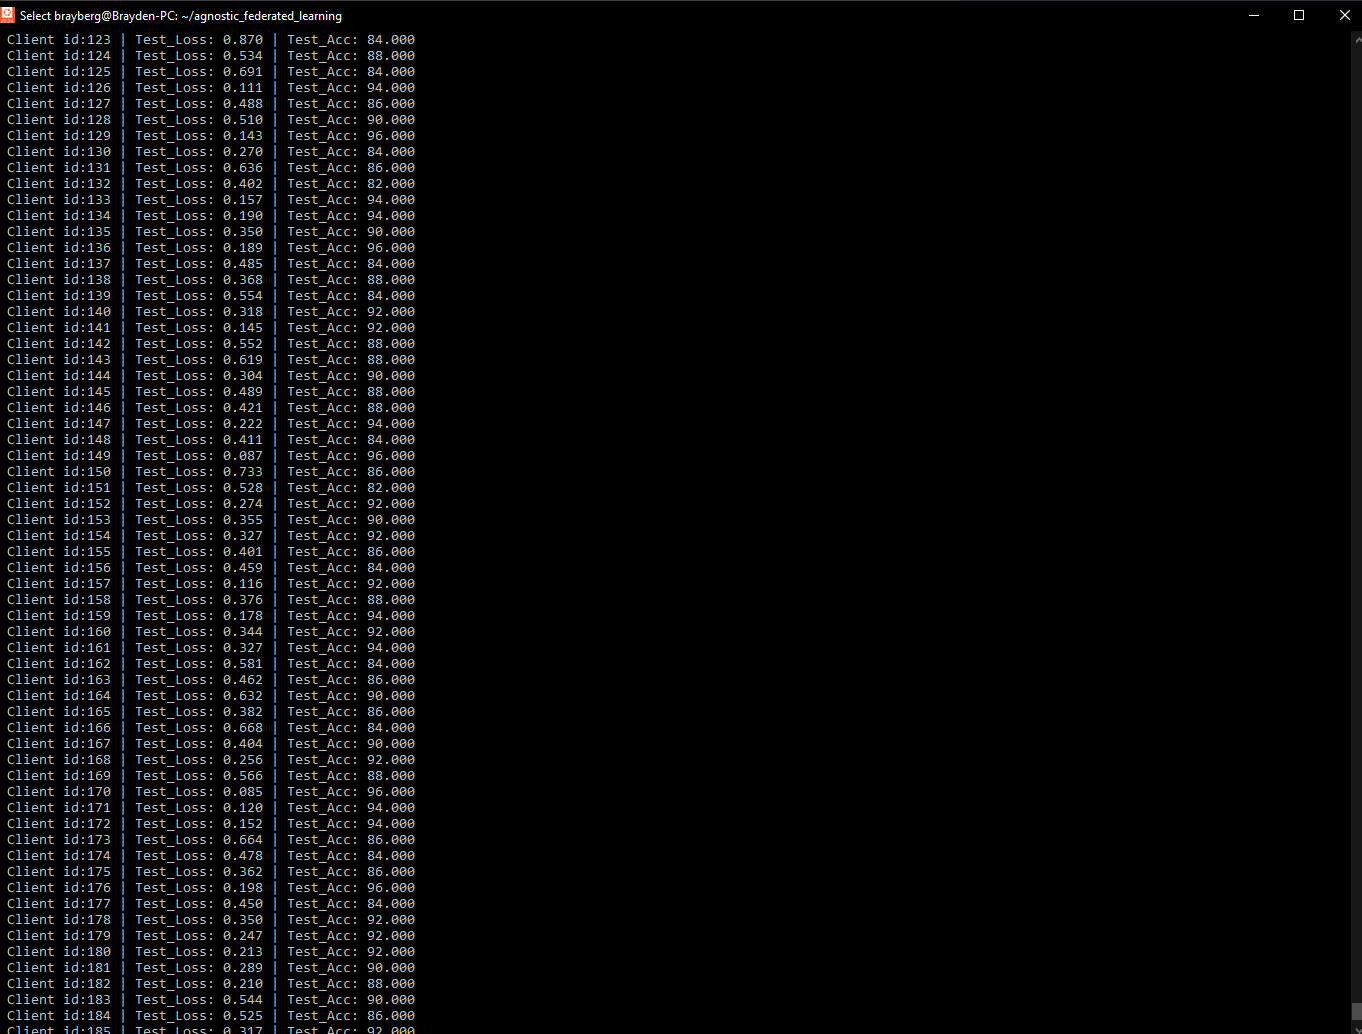 Select brayberg@Brayden-PC: ~/agnostic_federated_learning
Client id:123 | Test_Loss: 0.870 | Test_Acc: 84.000
Client id:124 | Test_Loss: 0.534 | Test_Acc: 88.000
Client id:125 | Test_Loss: 0.691 | Test_Acc: 84.000
Client id:126 | Test_Loss: 0.111 | Test_Acc: 94.000
Client id:127 | Test_Loss: 0.488 | Test_Acc: 86.000
Client id:128 | Test_Loss: 0.510 | Test_Acc: 90.000
Client id:129 | Test_Loss: 0.143 | Test_Acc: 96.000
Client id:130 | Test_Loss: 0.270 | Test_Acc: 84.000
Client id:131 | Test_Loss: 0.636 | Test_Acc: 86.000
Client id:132 | Test_Loss: 0.402 | Test_Acc: 82.000
Client id:133 | Test_Loss: 0.157 | Test_Acc: 94.000
Client id:134 | Test_Loss: 0.190 | Test_Acc: 94.000
Client id:135 | Test_Loss: 0.350 | Test_Acc: 90.000
Client id:136 | Test_Loss: 0.189 | Test_Acc: 96.000
Client id:137 | Test_Loss: 0.485 | Test_Acc: 84.000
Client id:138 | Test_Loss: 0.368 | Test_Acc: 88.000
Client id:139 | Test_Loss: 0.554 | Test_Acc: 84.000
Client id:140 | Test_Loss: 0.318 | Test_Acc: 92.000
Client id:141 | Test_Loss: 0.145 | Test_Acc: 92.000
Client id:142 | Test_Loss: 0.552 | Test_Acc: 88.000
Client id:143 | Test_Loss: 0.619 | Test_Acc: 88.000
Client id:144 | Test_Loss: 0.304 | Test_Acc: 90.000
Client id:145 | Test_Loss: 0.489 | Test_Acc: 88.000
Client id:146 | Test_Loss: 0.421 | Test_Acc: 88.000
Client id:147 | Test_Loss: 0.222 | Test_Acc: 94.000
Client id:148 | Test_Loss: 0.411 | Test_Acc: 84.000
Client id:149 | Test_Loss: 0.087 | Test_Acc: 96.000
Client id:150 | Test_Loss: 0.733 | Test_Acc: 86.000
Client id:151 | Test_Loss: 0.528 | Test_Acc: 82.000
Client id:152 | Test_Loss: 0.274 | Test_Acc: 92.000
Client id:153 | Test_Loss: 0.355 | Test_Acc: 90.000
Client id:154 | Test_Loss: 0.327 | Test_Acc: 92.000
Client id:155 | Test_Loss: 0.401 | Test_Acc: 86.000
Client id:156 | Test_Loss: 0.459 | Test_Acc: 84.000
Client id:157 | Test_Loss: 0.116 | Test_Acc: 92.000
Client id:158 | Test_Loss: 0.376 | Test_Acc: 88.000
Client id:159 | Test_Loss: 0.178 | Test_Acc: 94.000
Client id:160 | Test_Loss: 0.344 | Test_Acc: 92.000
Client id:161 | Test_Loss: 0.327 | Test_Acc: 94.000
Client id:162 | Test_Loss: 0.581 | Test_Acc: 84.000
Client id:163 | Test_Loss: 0.462 | Test_Acc: 86.000
Client id:164 | Test_Loss: 0.632 | Test_Acc: 90.000
Client id:165 | Test_Loss: 0.382 | Test_Acc: 86.000
Client id:166 | Test_Loss: 0.668 | Test_Acc: 84.000
Client id:167 | Test_Loss: 0.404 | Test_Acc: 90.000
Client id:168 | Test_Loss: 0.256 | Test_Acc: 92.000
Client id:169 | Test_Loss: 0.566 | Test_Acc: 88.000
Client id:170 | Test_Loss: 0.085 | Test_Acc: 96.000
Client id:171 | Test_Loss: 0.120 | Test_Acc: 94.000
Client id:172 | Test_Loss: 0.152 | Test_Acc: 94.000
Client id:173 | Test_Loss: 0.664 | Test_Acc: 86.000
Client id:174 | Test_Loss: 0.478 | Test_Acc: 84.000
Client id:175 | Test_Loss: 0.362 | Test_Acc: 86.000
Client id:176 | Test_Loss: 0.198 | Test_Acc: 96.000
Client id:177 | Test_Loss: 0.450 | Test_Acc: 84.000
Client id:178 | Test_Loss: 0.350 | Test_Acc: 92.000
Client id:179 | Test_Loss: 0.247 | Test_Acc: 92.000
Client id:180 | Test_Loss: 0.213 | Test_Acc: 92.000
Client id:181 | Test_Loss: 0.289 | Test_Acc: 90.000
Client id:182 | Test_Loss: 0.210 | Test_Acc: 88.000
Client id:183 | Test_Loss: 0.544 | Test_Acc: 90.000
Client id:184 | Test_Loss: 0.525 | Test_Acc: 86.000
Client id:185 | Test_Loss: 0.317 | Test_Acc: 92.000